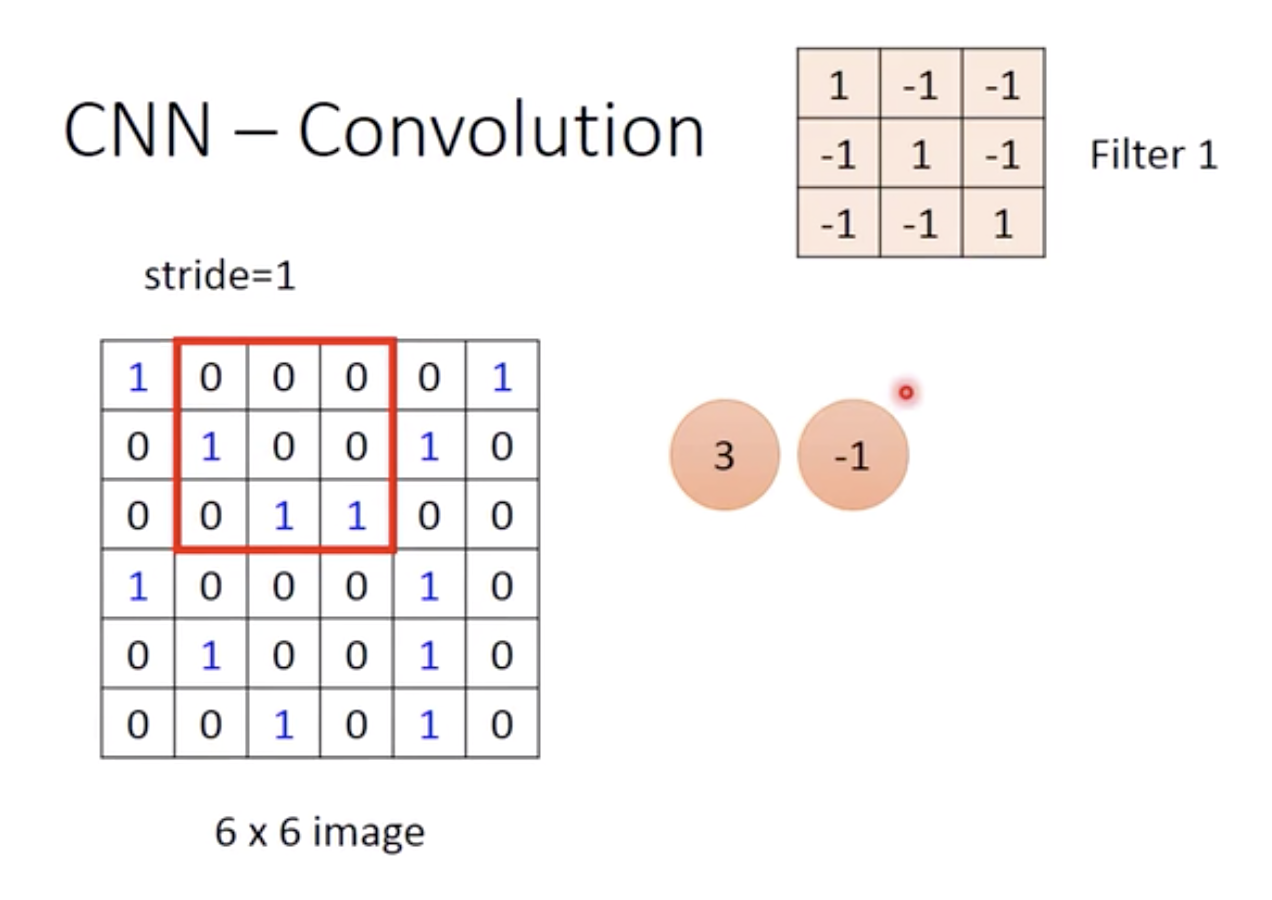 CNN – Convolution
1 -1 -1
-1 1 -1
-1 -1 1
Filter 1
stride=1
1 0 0 0 0 1
0 1 0 0 1 0
0 0 1 1 0 0
1 0 0 0 1 0
0 1 0 0 1 0
0 0 1 0 1 0
6 x 6 image
3 -1